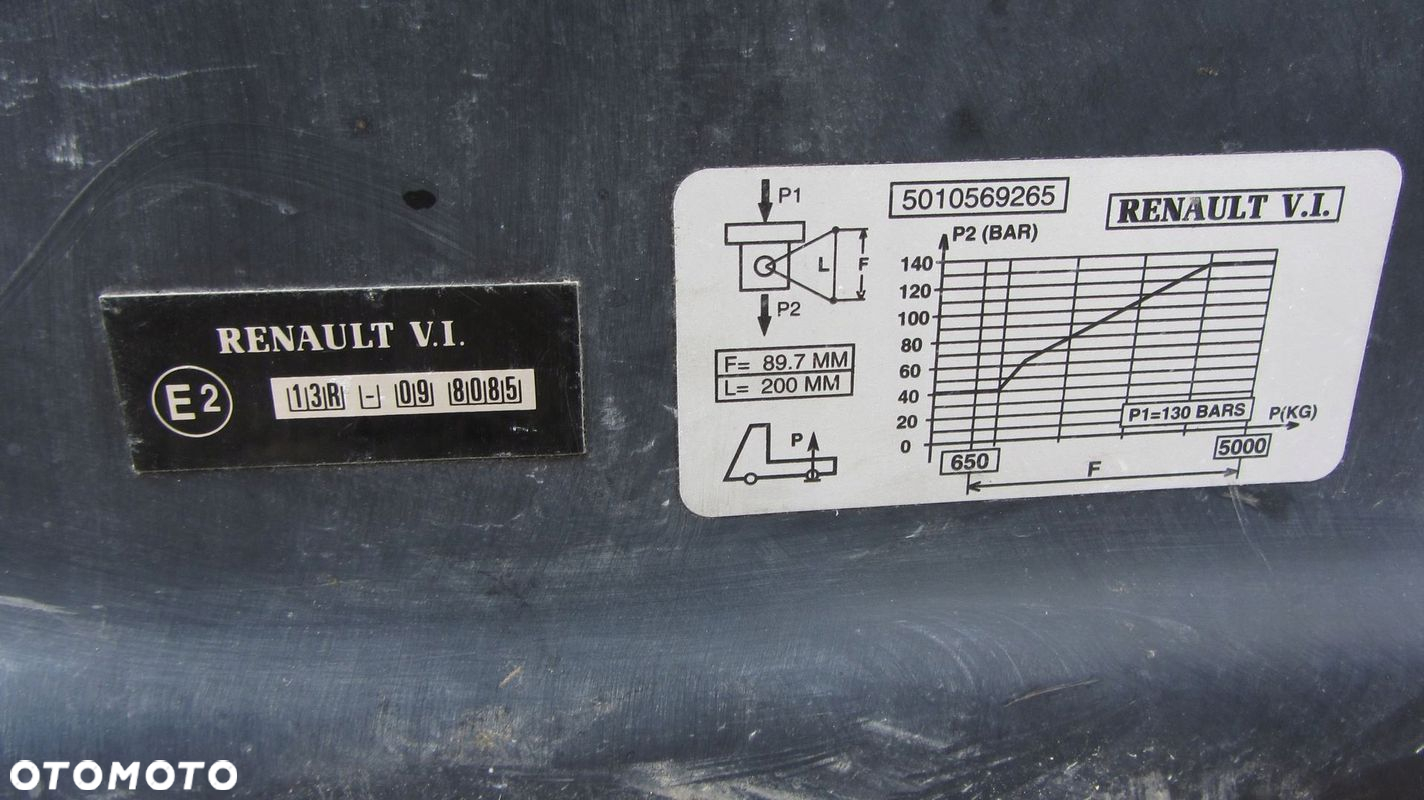 RENAULT V.I.
E2
13R - 09 8085
P1
L
F
P2
F= 89.7 MM
L= 200 MM
P
5010569265
RENAULT V.I.
P2 (BAR)
140
120
100
80
60
40
20
0
P1=130 BARS
P(KG)
650
5000
F
OTOMOTO